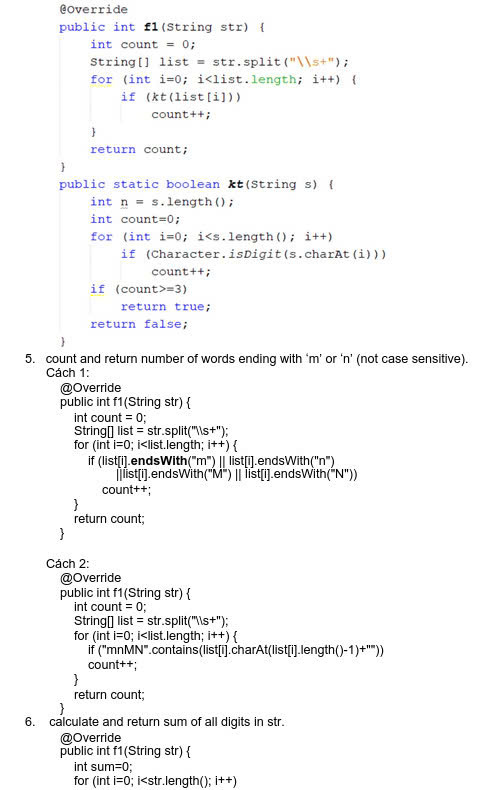 @Override
public int f1(String str) {
int count = 0;
String[] list = str.split("\\s+");
for (int i=0; i<list.length; i++) {
if (kt(list[i]))
count++;
}
return count;
}
public static boolean kt(String s) {
int n = s.length();
int count=0;
for (int i=0; i<s.length(); i++)
if (Character.isDigit(s.charAt(i)))
count++;
if (count>=3)
return true;
return false;
}
5. count and return number of words ending with ‘m’ or ‘n’ (not case sensitive).
Cách 1:
@Override
public int f1(String str) {
int count = 0;
String[] list = str.split("\\s+");
for (int i=0; i<list.length; i++) {
if (list[i].endsWith("m") || list[i].endsWith("n")
||list[i].endsWith("M") || list[i].endsWith("N"))
count++;
}
return count;
}
Cách 2:
@Override
public int f1(String str) {
int count = 0;
String[] list = str.split("\\s+");
for (int i=0; i<list.length; i++) {
if ("mnMN".contains(list[i].charAt(list[i].length()-1)+""))
count++;
}
return count;
}
6. calculate and return sum of all digits in str.
@Override
public int f1(String str) {
int sum=0;
for (int i=0; i<str.length(); i++)